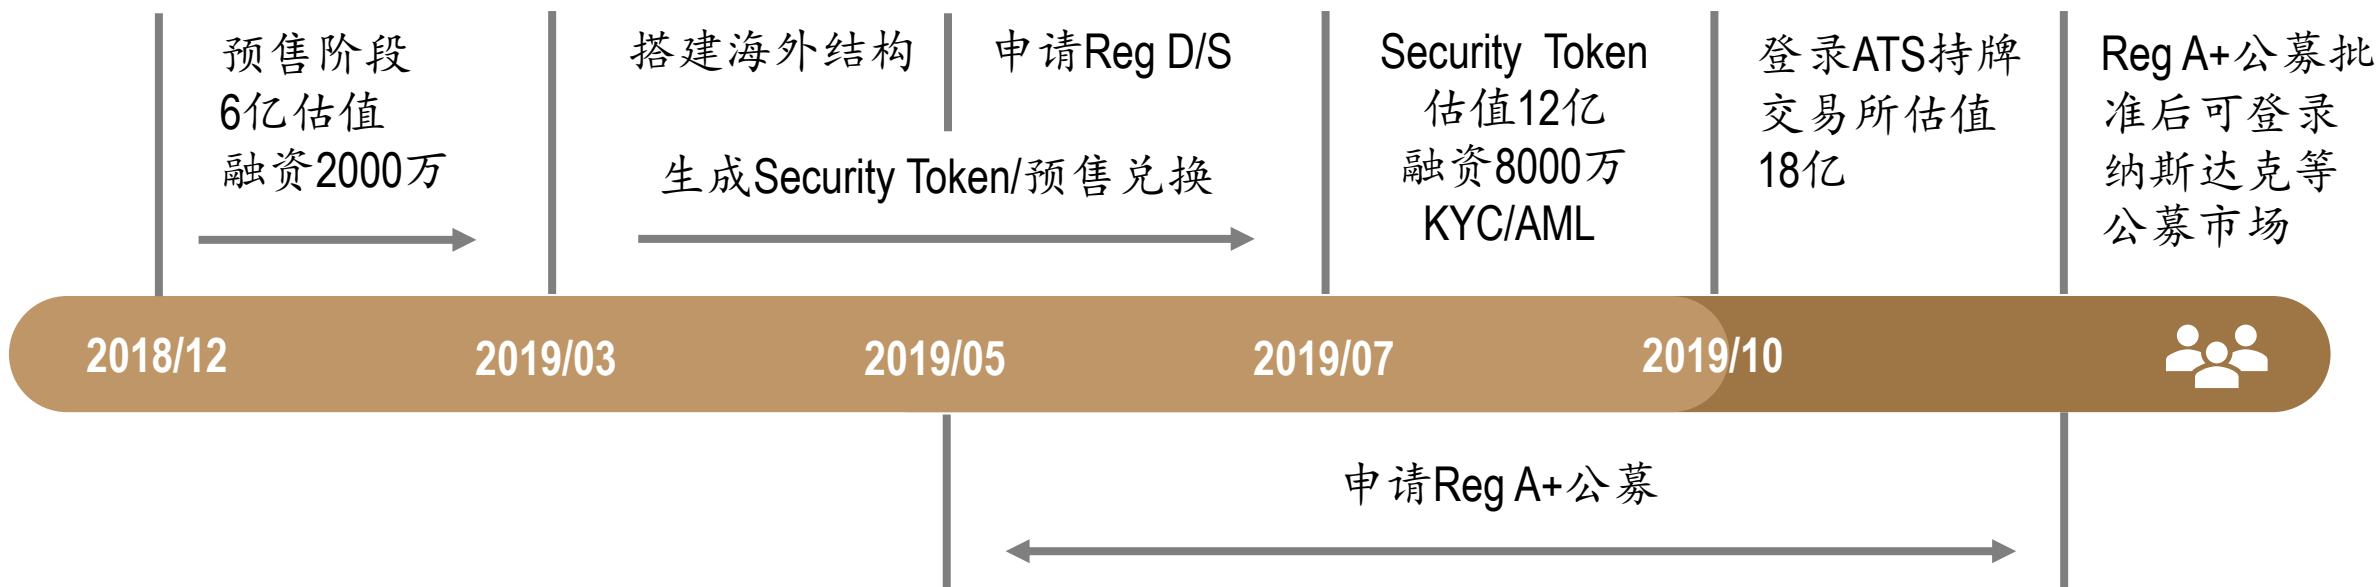 预售阶段
6亿估值
融资2000万
搭建海外结构
申请Reg D/S
生成Security Token/预售兑换
Security Token
估值12亿
融资8000万
KYC/AML
登录ATS持牌
交易所估值
18亿
Reg A+公募批
准后可登录
纳斯达克等
公募市场
2018/12
2019/03
2019/05
2019/07
2019/10
申请Reg A+公募